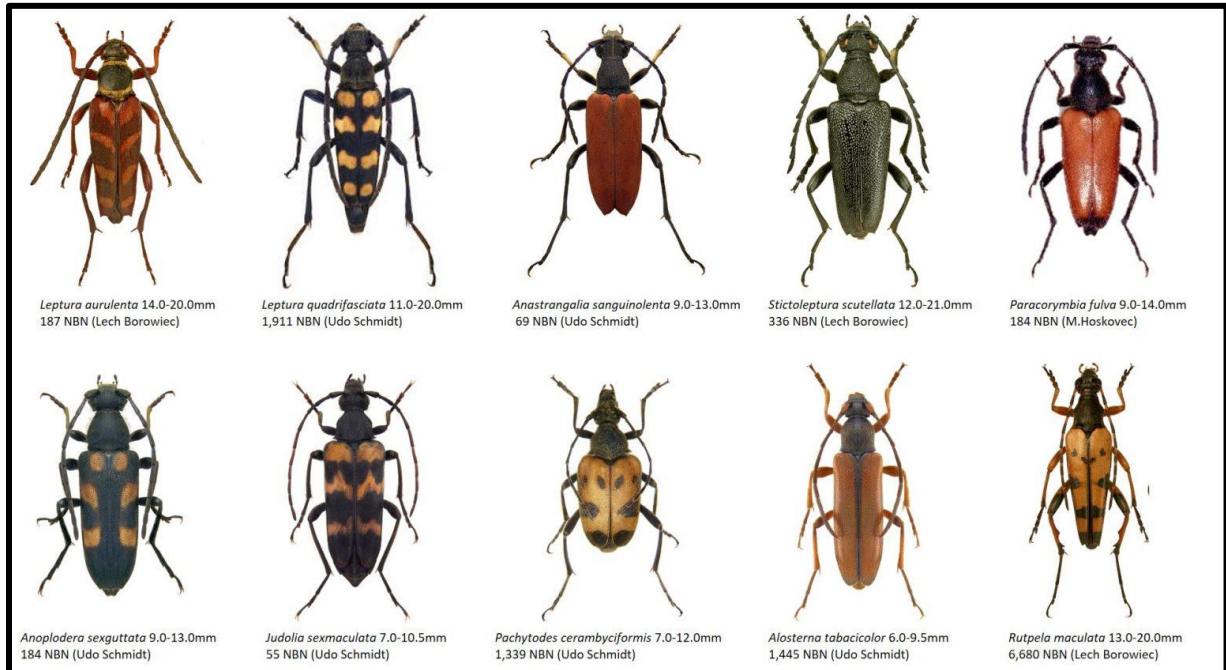 Leptura aurulenta 14.0-20.0mm
187 NBN (Lech Borowiec)
Leptura quadrifasciata 11.0-20.0mm
1,911 NBN (Udo Schmidt)
Anastrangalia sanguinolenta 9.0-13.0mm
69 NBN (Udo Schmidt)
Stictoleptura scutellata 12.0-21.0mm
336 NBN (Lech Borowiec)
Paracorymbia fulva 9.0-14.0mm
184 NBN (M.Hoskovec)
Anoplodera sexguttata 9.0-13.0mm
184 NBN (Udo Schmidt)
Judolia sexmaculata 7.0-10.5mm
55 NBN (Udo Schmidt)
Pachytodes cerambyciformis 7.0-12.0mm
1,339 NBN (Udo Schmidt)
Alosterna tabacicolor 6.0-9.5mm
1,445 NBN (Udo Schmidt)
Rutpela maculata 13.0-20.0mm
6,680 NBN (Lech Borowiec)